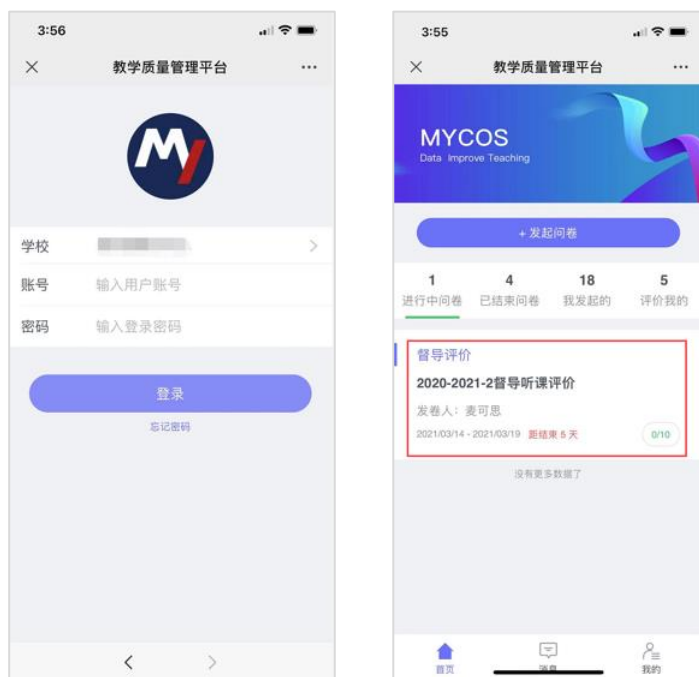 3:56
教学质量管理平台
My
学校
账号 输入用户账号
密码 输入登录密码
登录
忘记密码
3:55
教学质量管理平台
MYCOS
Data Improve Teaching
+ 发起问卷
1 4 18 5
进行中问卷 已结束问卷 我发起的 评价我的
督导评价
2020-2021-2督导听课评价
发卷人：麦可思
2021/03/14 - 2021/03/19 距结束 5 天 0/10
没有更多数据了
首页 消息 我的